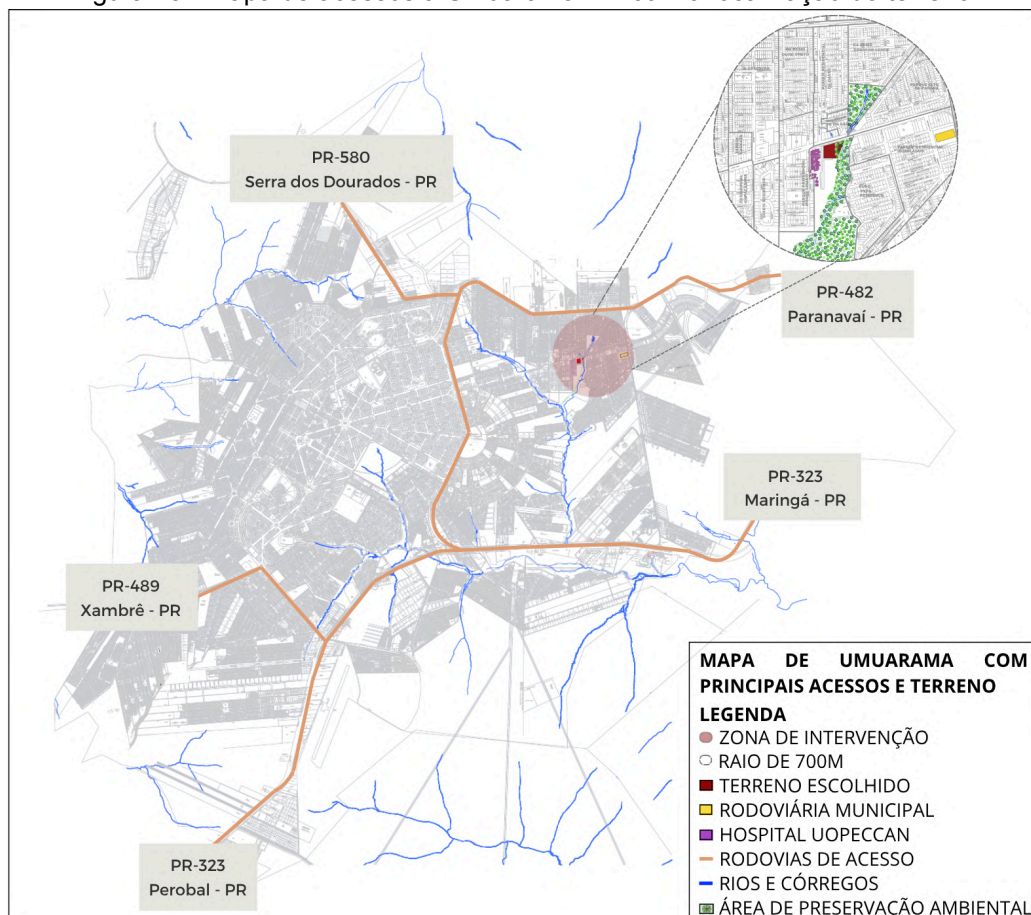 PR-580
Serra dos Dourados - PR
PR-482
Paranavaí - PR
PR-323
Maringá - PR
PR-489
Xambrê - PR
PR-323
Perobal - PR
MAPA DE UMUARAMA COM
PRINCIPAIS ACESSOS E TERRENO
LEGENDA
ZONA DE INTERVENÇÃO
RAIO DE 700M
TERRENO ESCOLHIDO
RODOVIÁRIA MUNICIPAL
HOSPITAL UOPECCAN
RODOVIAS DE ACESSO
RIOS E CÓRREGOS
ÁREA DE PRESERVAÇÃO AMBIENTAL